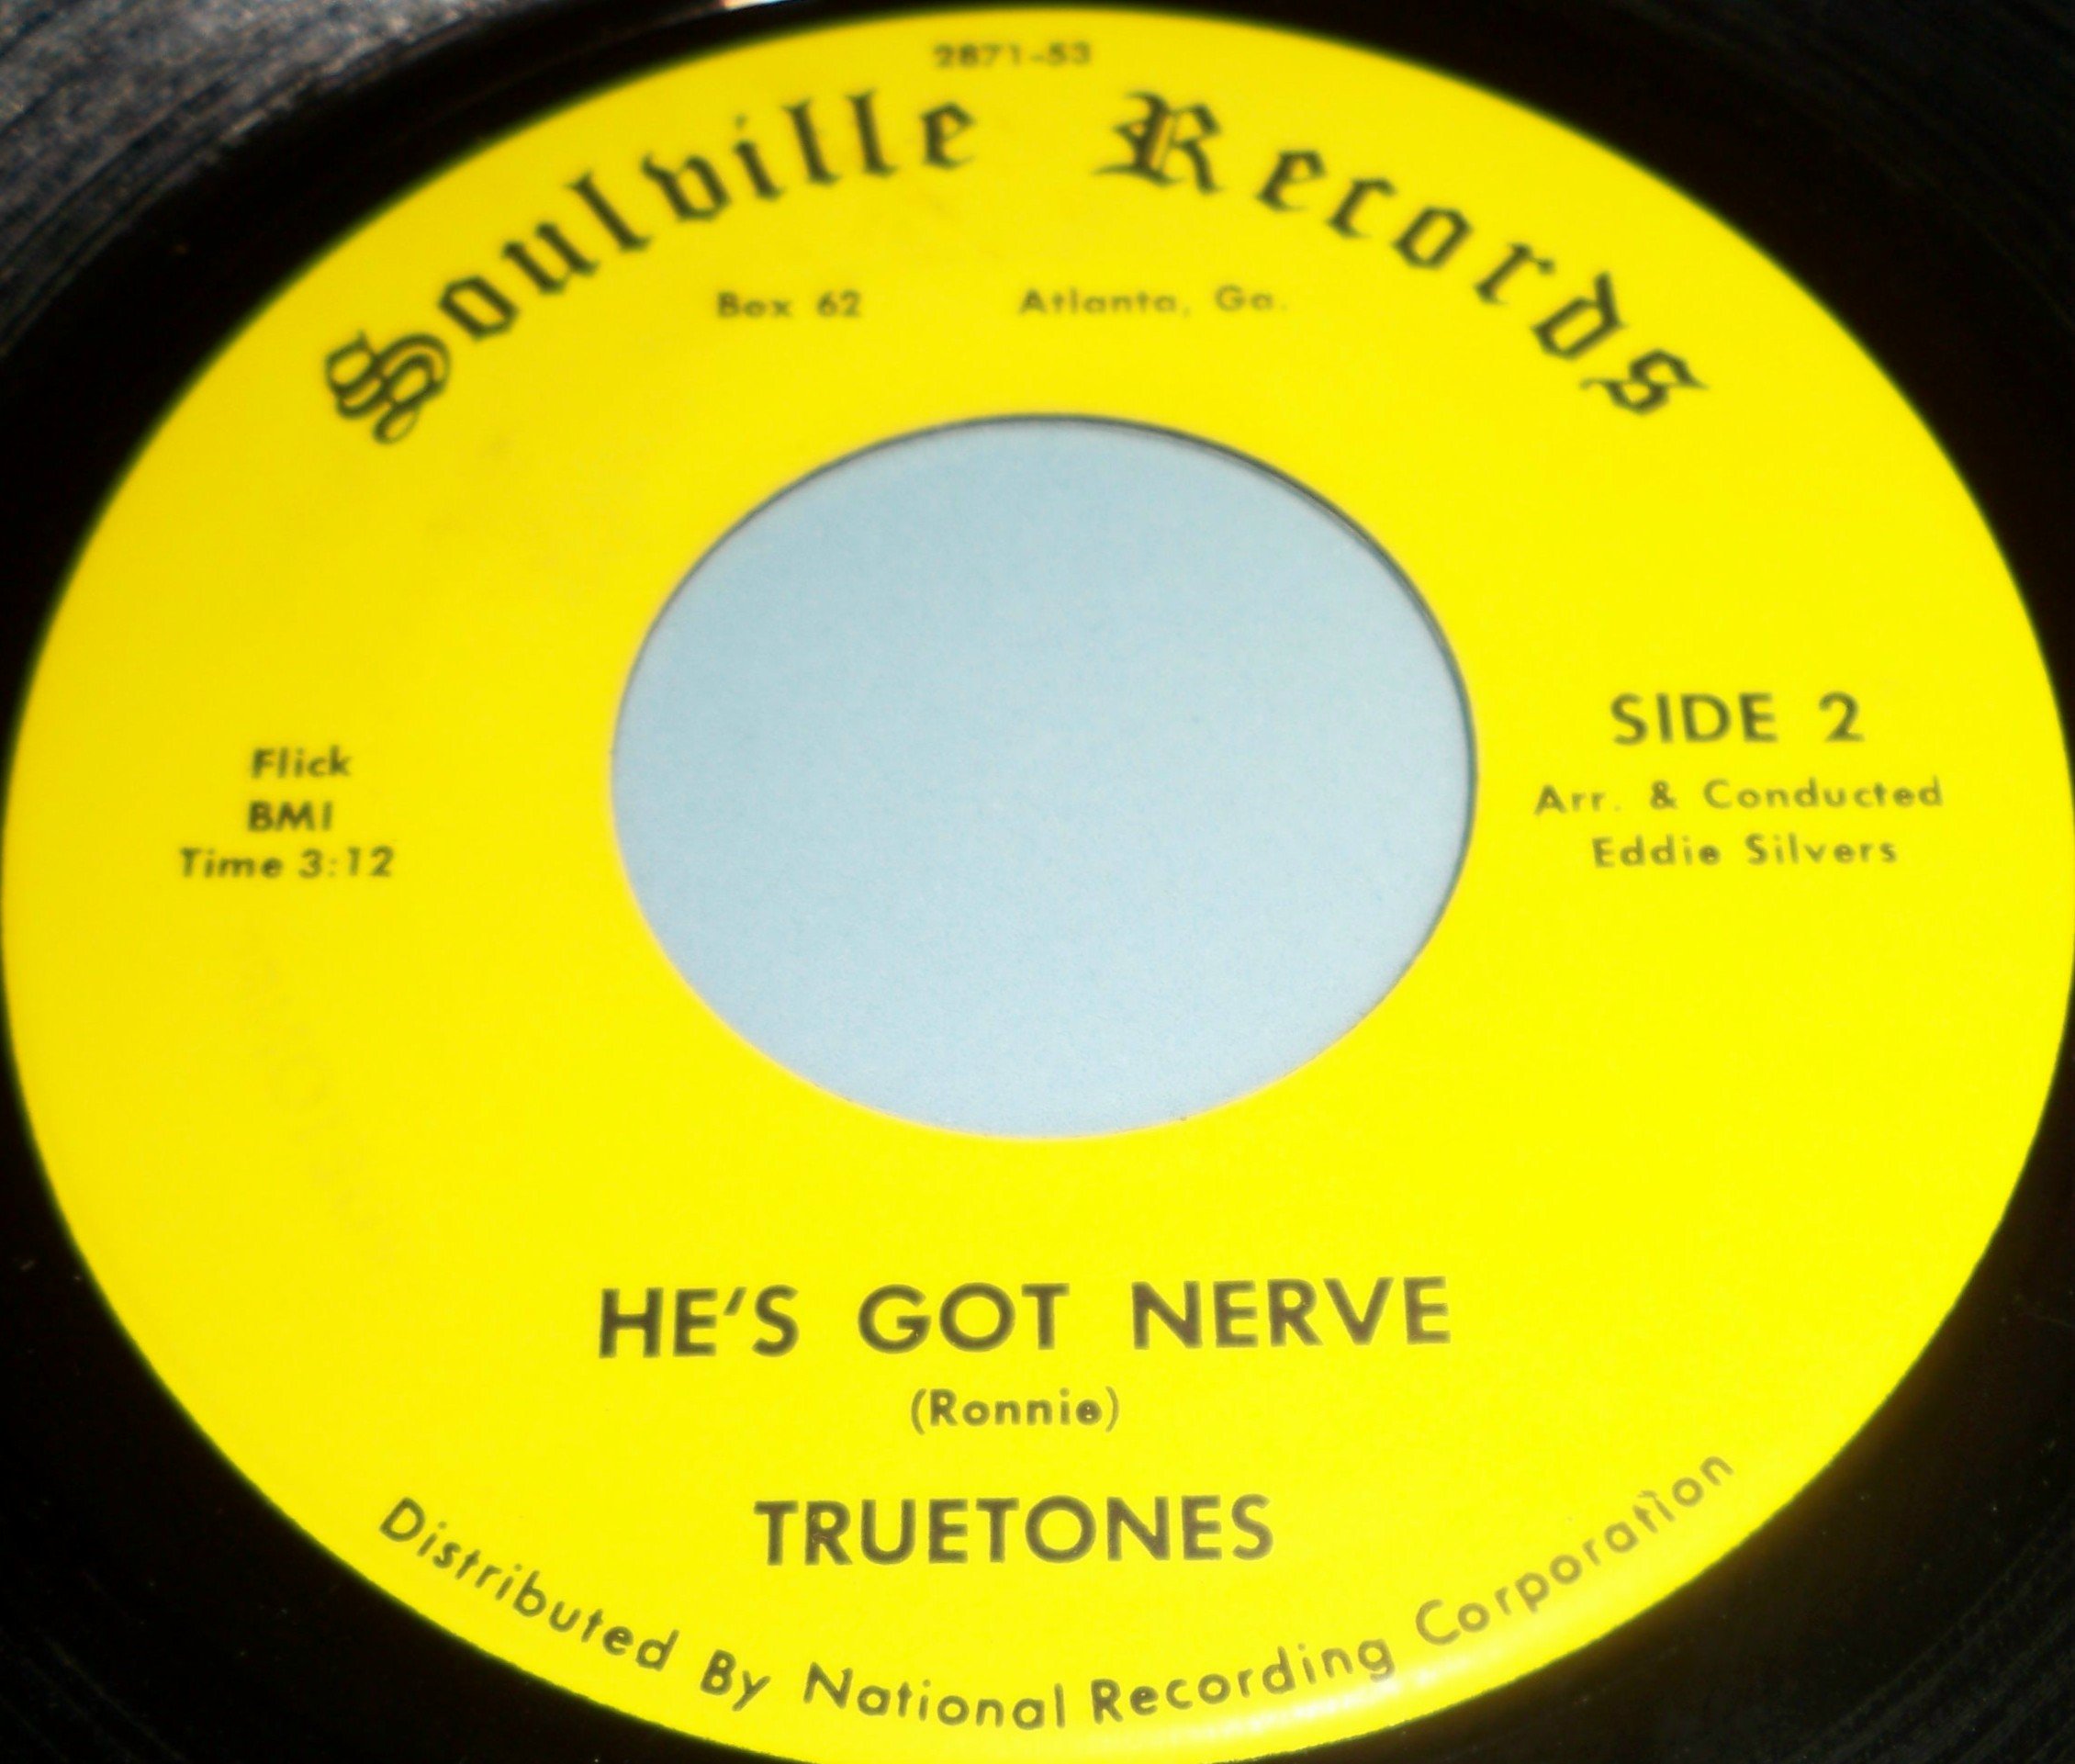 2871-53
Soulville Records
Box 62 Atlanta, Ga.
Flick
BMI
Time 3:12
SIDE 2
Arr. & Conducted
Eddie Silvers
HE'S GOT NERVE
(Ronnie)
TRUETONES
Distributed By National Recording Corporation